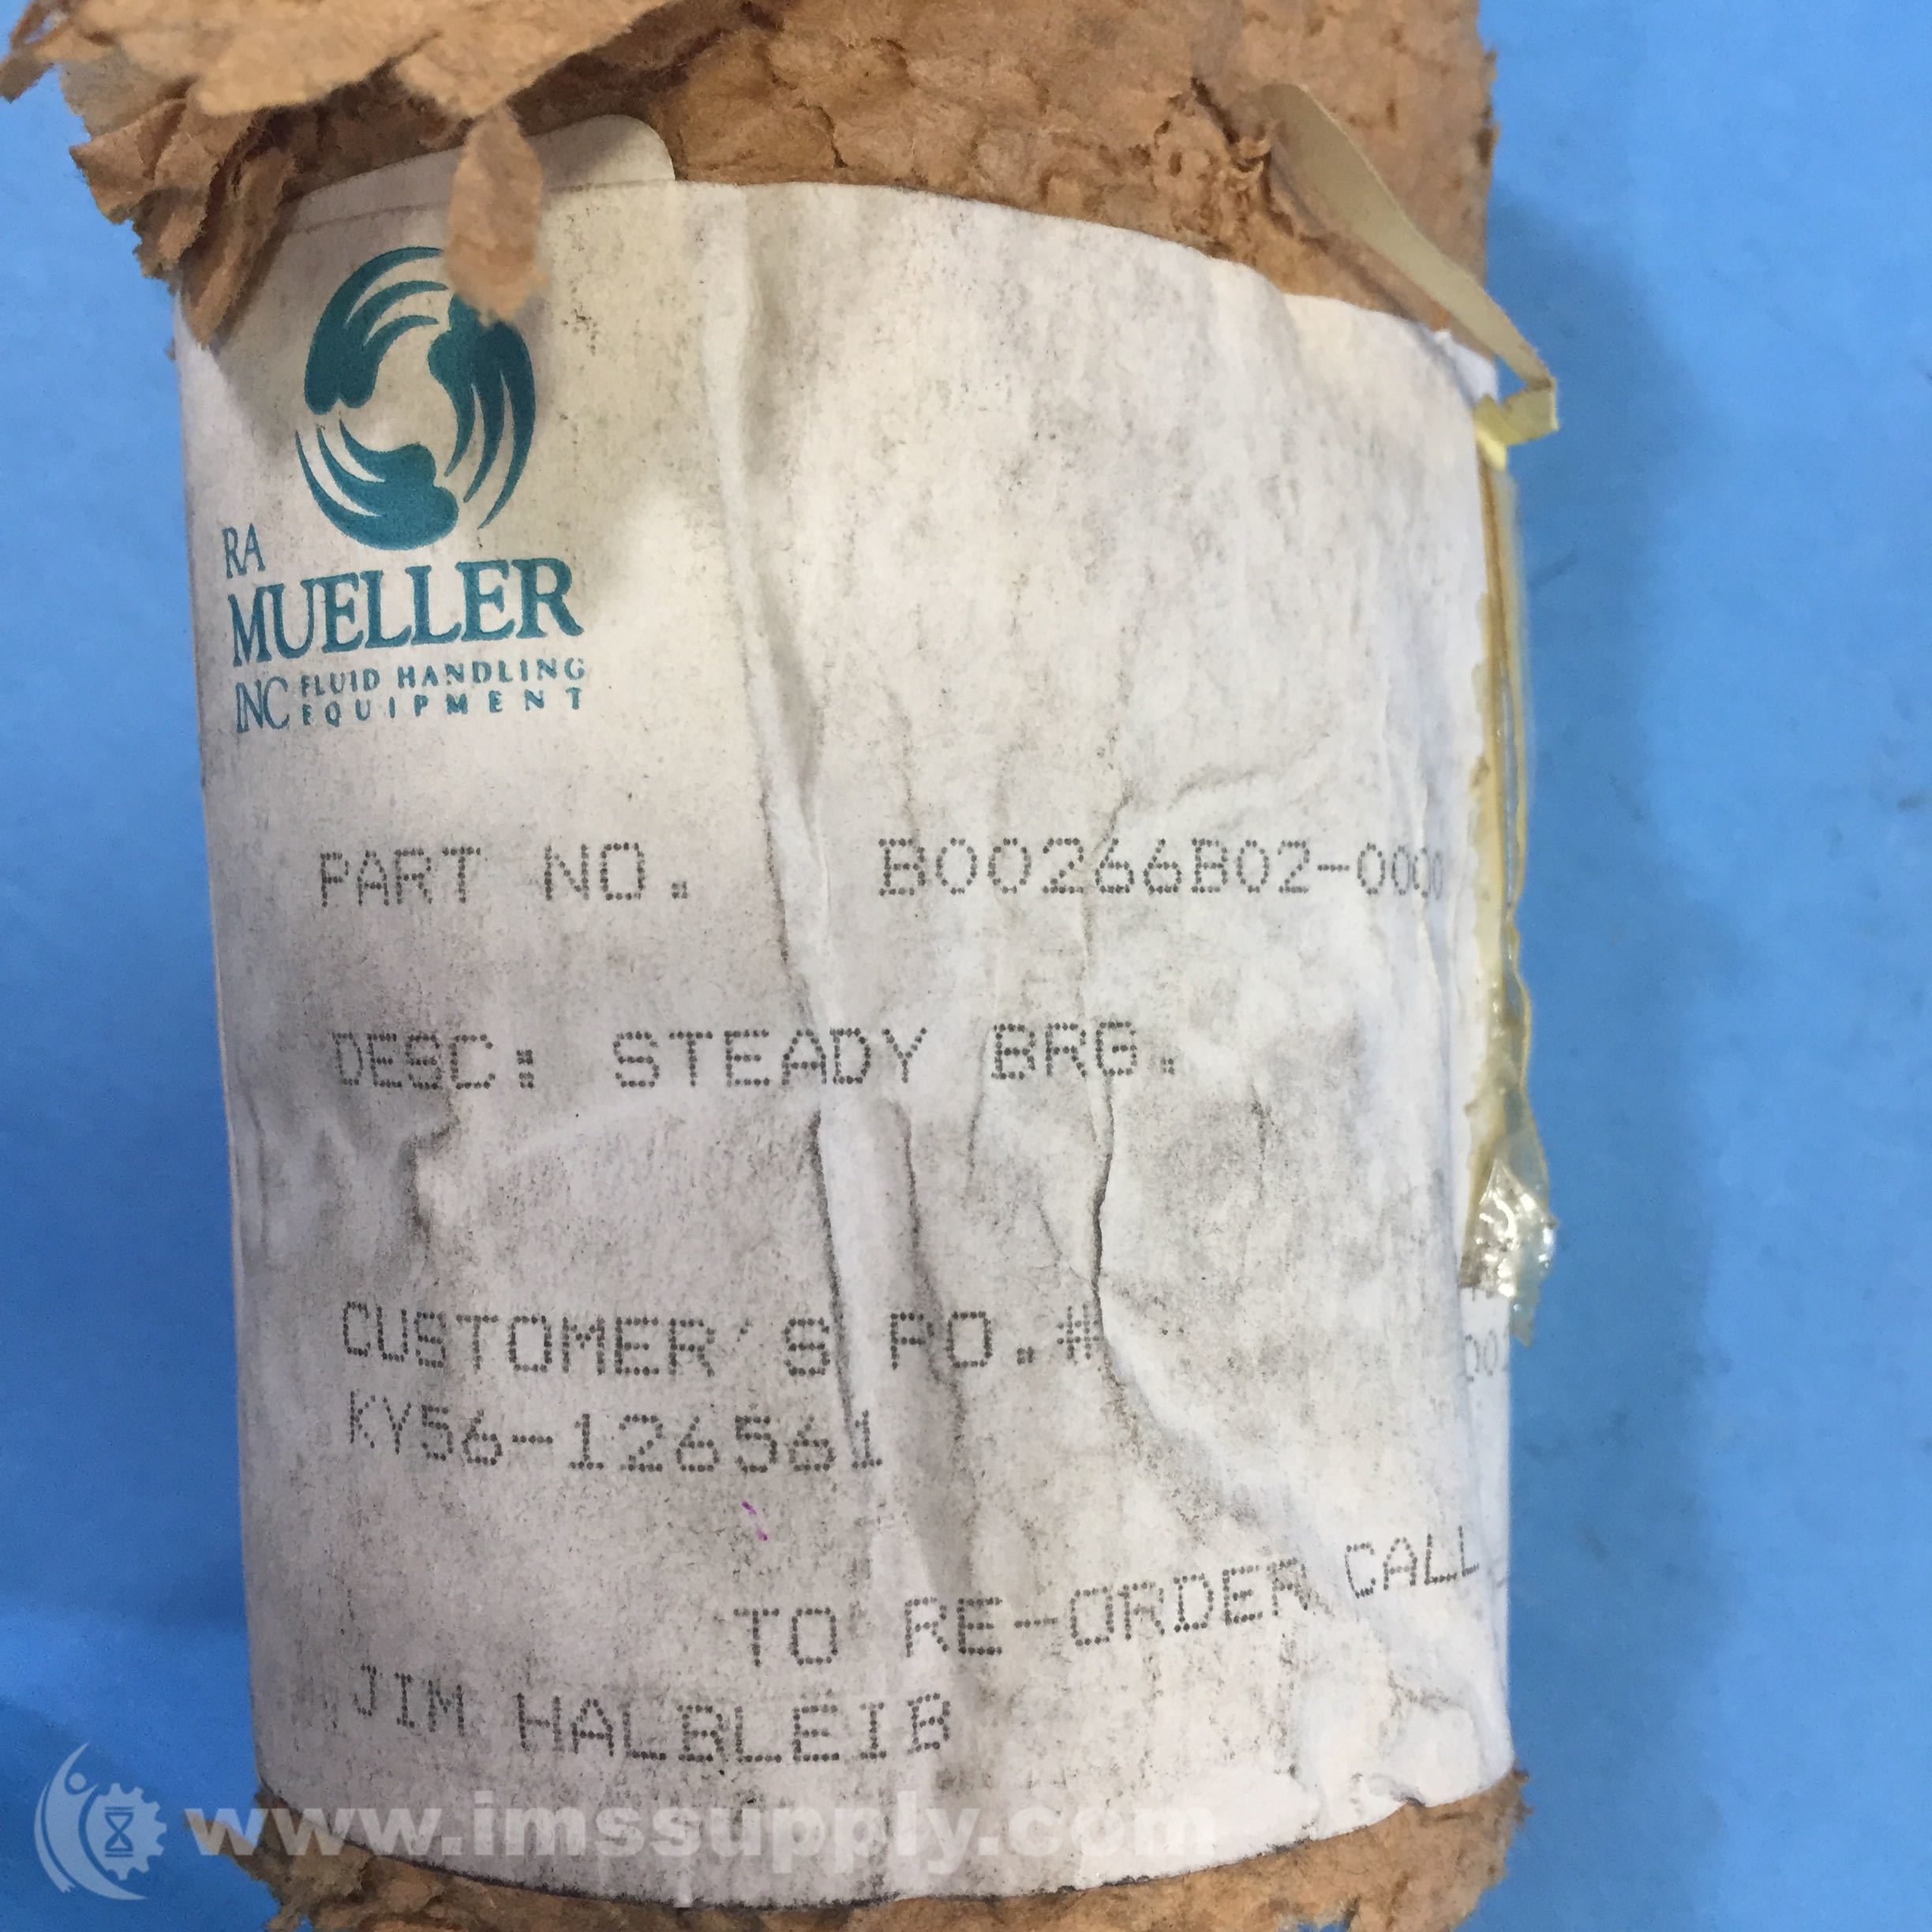 RA
MUELLER
INC FLUID HANDLING
EQUIPMENT
PART NO. B00266B02-0000
DESC: STEADY BRG.
CUSTOMER'S PO.#
KY56-126561
TO RE-ORDER CALL
JIM HALBLEIB
www.imssupply.com